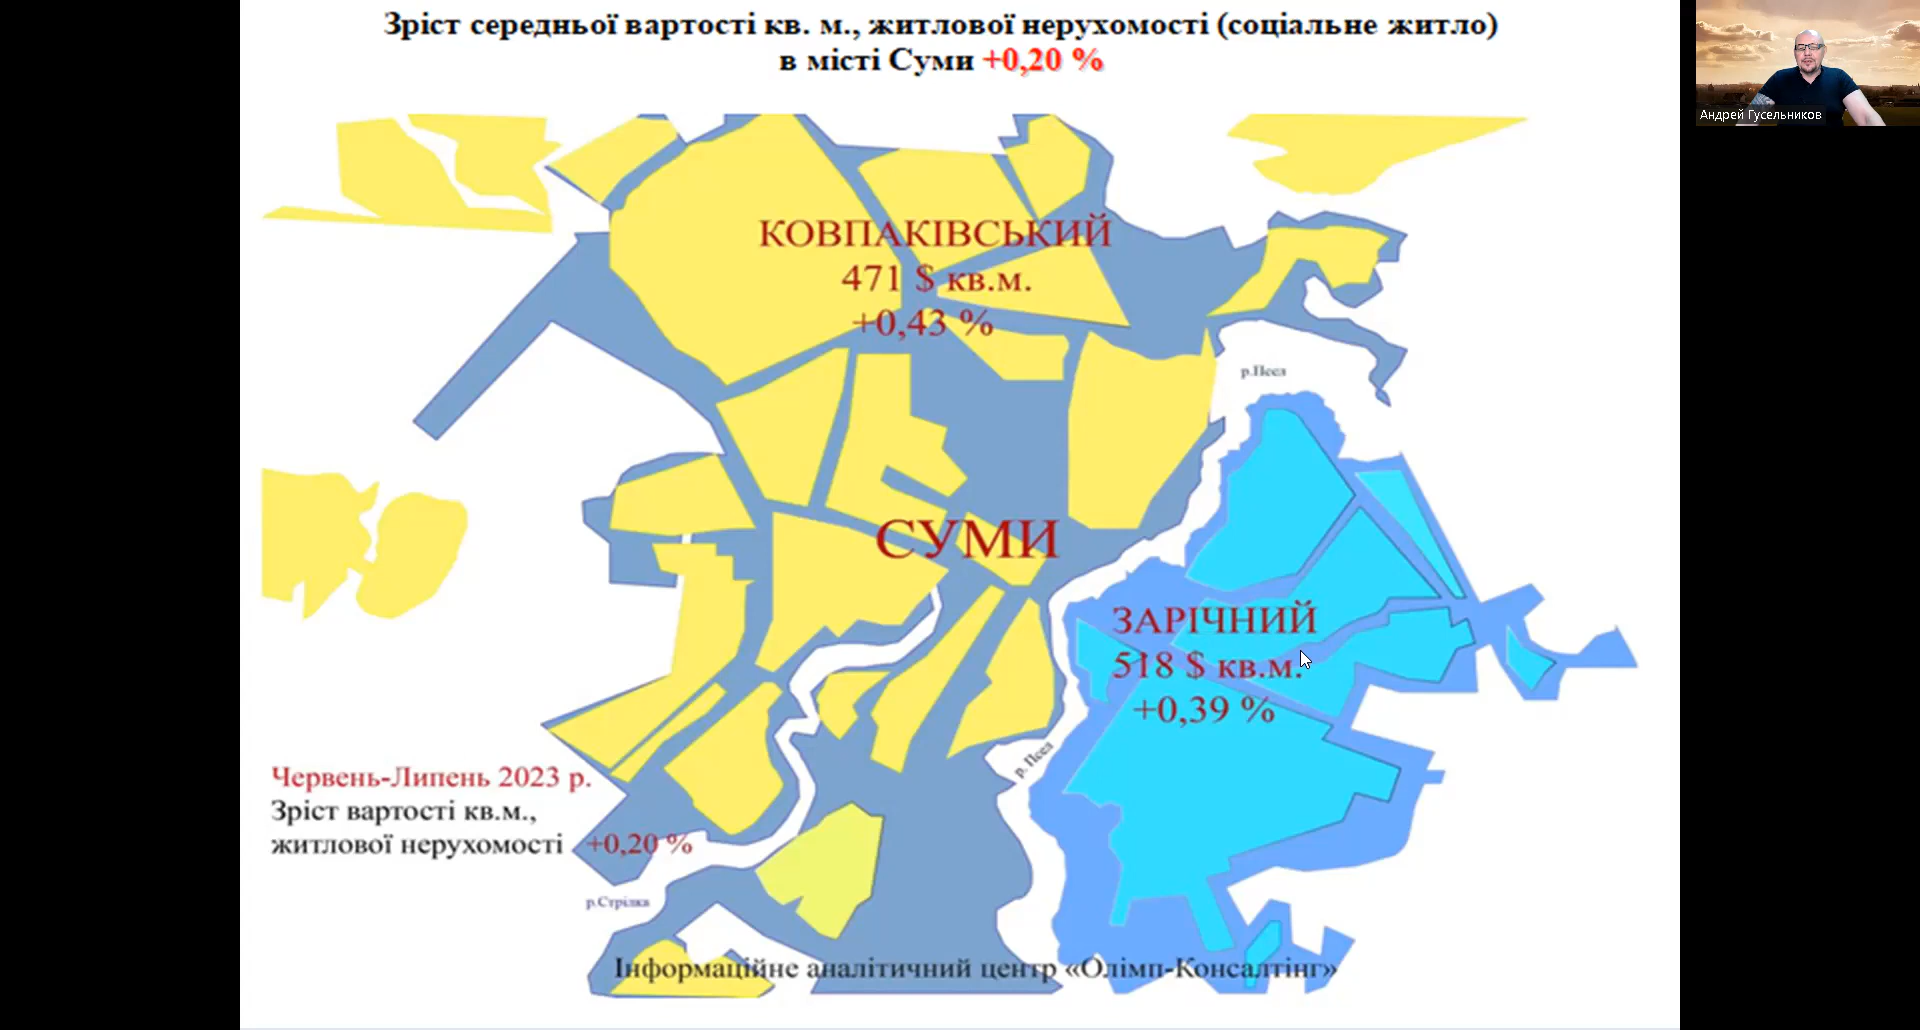 Зріст середньої вартості кв. м., житлової нерухомості (соціальне житло)
в місті Суми +0,20 %
Андрей Гусельников
КОВПАКІВСЬКИЙ
471 $ кв.м.
+0,43 %
р.Псел
СУМИ
ЗАРІЧНИЙ
518 $ кв.м.
+0,39 %
р. Псел
Червень-Липень 2023 р.
Зріст вартості кв.м.,
житлової нерухомості +0,20 %
р.Стрілка
Інформаційне аналітичний центр «Олімп-Консалтінг»